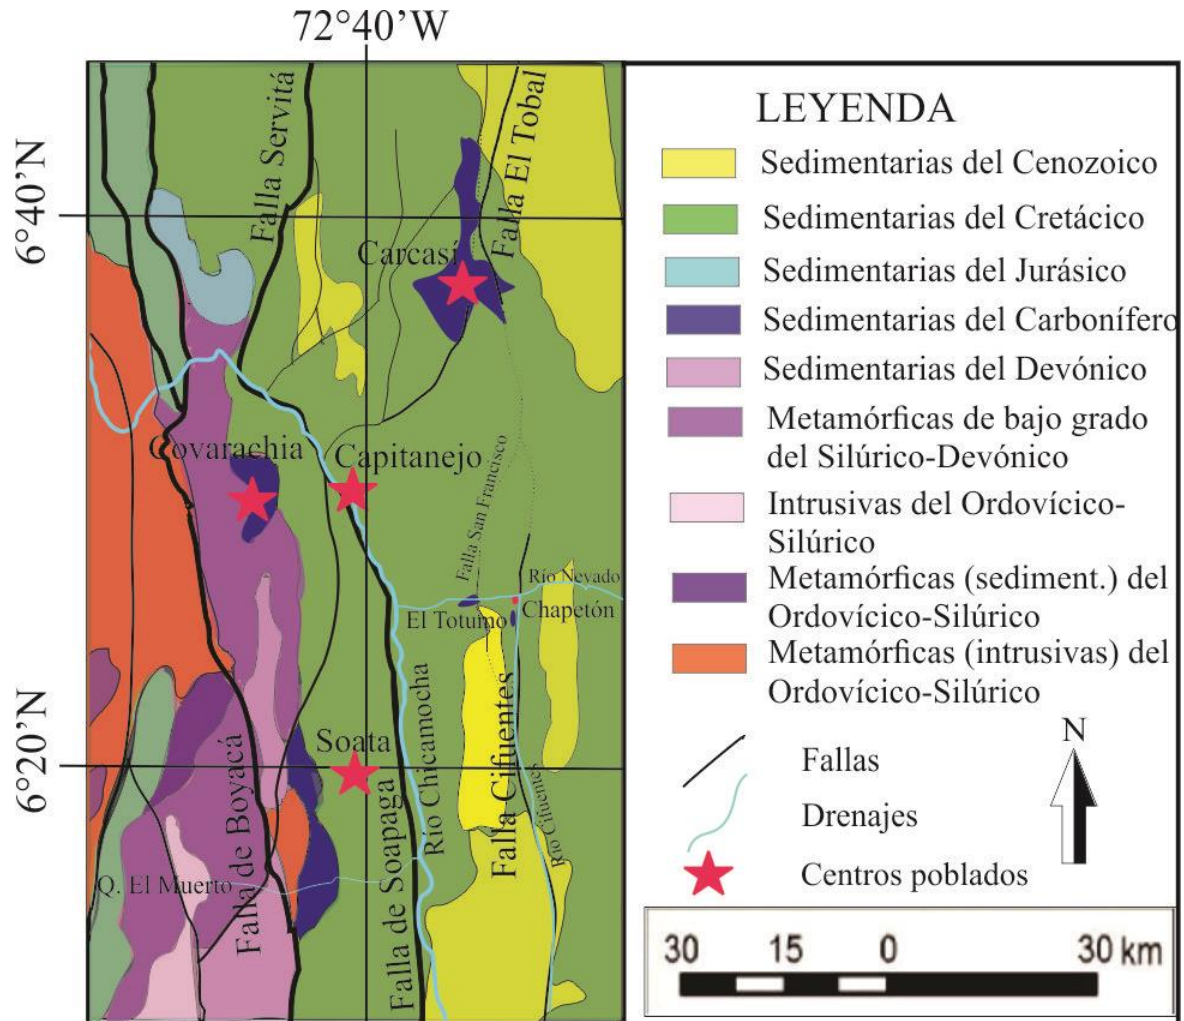 72°40’W
6°40’N
6°20’N
Falla Servitá
Falla El Tobal
Carcasí
Covarachia
Capitanejo
Falla San Francisco
Río Nevado
El Totumo
Chapetón
Soata
Falla Cifuentes
Río Cifuentes
Río Chicamocha
Falla de Soapaga
Falla de Boyacá
Q. El Muerto
LEYENDA
Sedimentarias del Cenozoico
Sedimentarias del Cretácico
Sedimentarias del Jurásico
Sedimentarias del Carbonífero
Sedimentarias del Devónico
Metamórficas de bajo grado
del Silúrico-Devónico
Intrusivas del Ordovícico-
Silúrico
Metamórficas (sediment.) del
Ordovícico-Silúrico
Metamórficas (intrusivas) del
Ordovícico-Silúrico
N
Fallas
Drenajes
Centros poblados
30 15 0 30 km